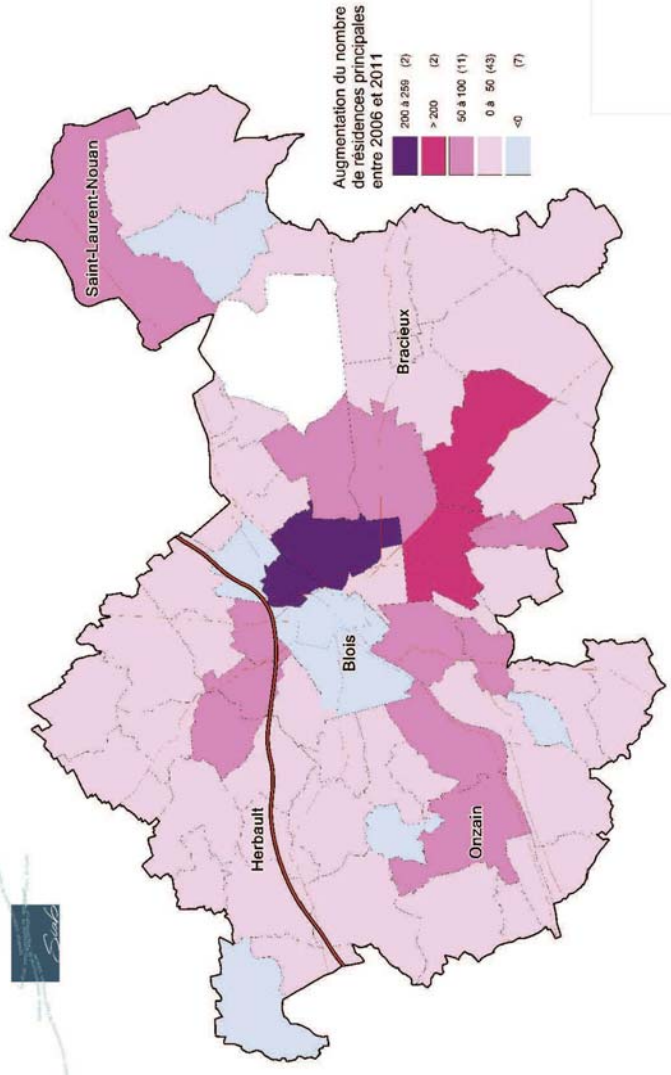 Siab
Saint-Laurent-Nouan
Herbault
Blois
Bracieux
Onzain
Augmentation du nombre
de résidences principales
entre 2006 et 2011
200 à 259 (2)
> 200 (2)
50 à 100 (11)
0 à 50 (43)
<0 (7)